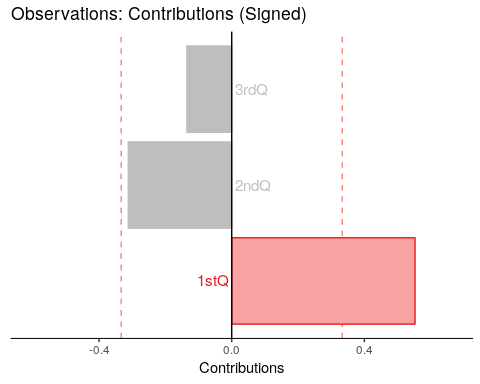 Observations: Contributions (Signed)
3rdQ
2ndQ
1stQ
-0.4
0.0
0.4
Contributions